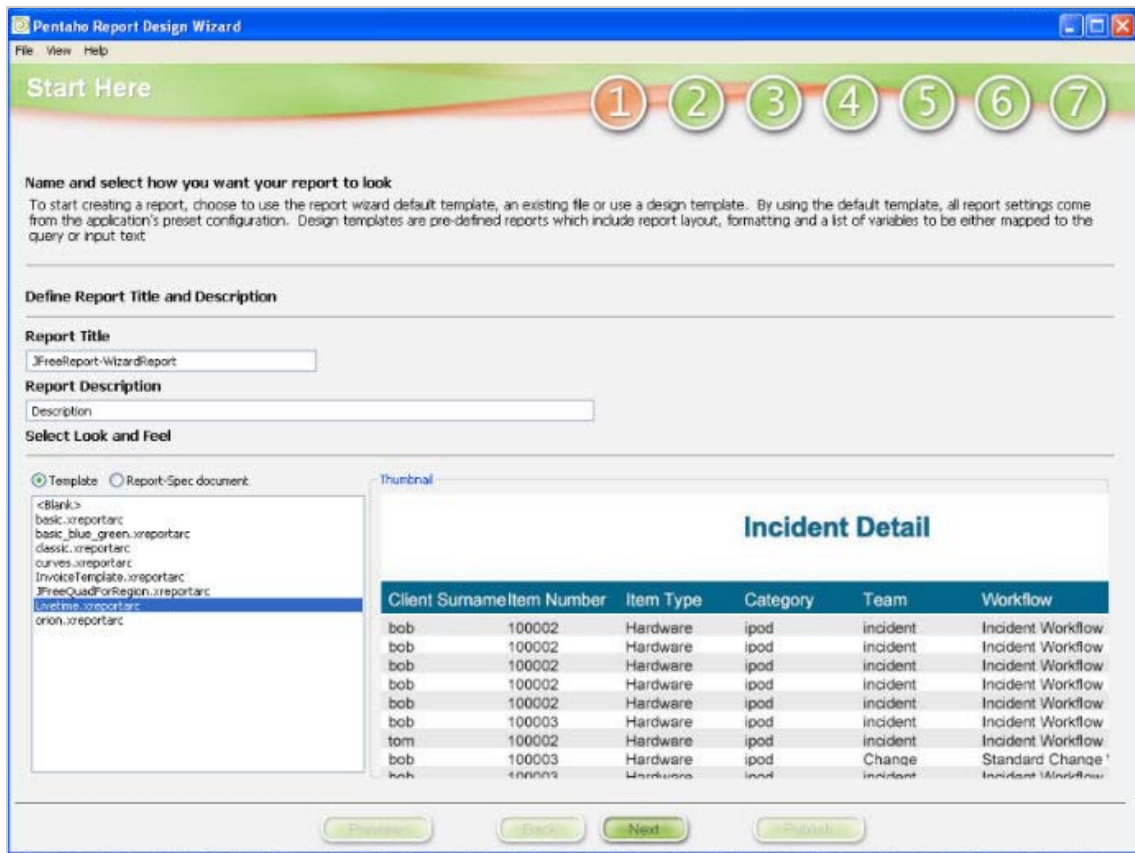 Pentaho Report Design Wizard
File View Help
Start Here
1 2 3 4 5 6 7
Name and select how you want your report to look
To start creating a report, choose to use the report wizard default template, an existing file or use a design template. By using the default template, all report settings come
from the application's preset configuration. Design templates are pre-defined reports which include report layout, formatting and a list of variables to be either mapped to the
query or input text
Define Report Title and Description
Report Title
JFreeReport-WizardReport
Report Description
Description
Select Look and Feel
Template Report-Spec document
<Blank>
basic.xreportarc
basic_blue_green.xreportarc
classic.xreportarc
curves.xreportarc
InvoiceTemplate.xreportarc
JFreeQuadForRegion.xreportarc
Livetime.xreportarc
orion.xreportarc
Thumbnail
Incident Detail
Client Surname Item Number Item Type Category Team Workflow
bob 100002 Hardware ipod incident Incident Workflow
bob 100002 Hardware ipod incident Incident Workflow
bob 100002 Hardware ipod incident Incident Workflow
bob 100002 Hardware ipod incident Incident Workflow
bob 100002 Hardware ipod incident Incident Workflow
bob 100003 Hardware ipod incident Incident Workflow
tom 100002 Hardware ipod incident Incident Workflow
bob 100003 Hardware ipod Change Standard Change
bob 100003 Hardware ipod incident Incident Workflow
Back Next Publish